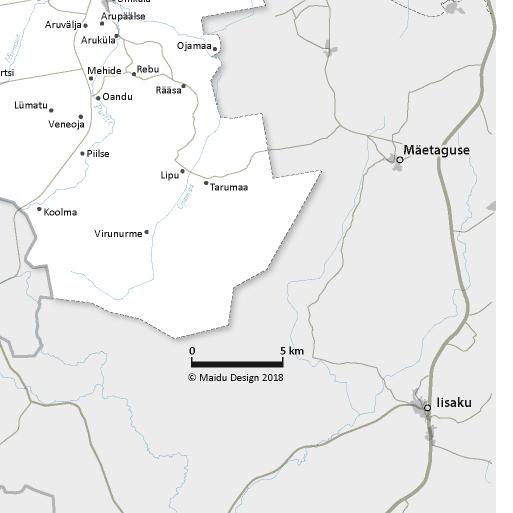 Arupäälse
Aruvälja
Aruküla
Ojamaa
Mehide
Rebu
rtsi
Rääsa
Oandu
Lümatu
Veneoja
Mäetaguse
Piilse
Lipu
Tarumaa
Ojamaa
Koolma
Virunurme
0 5 km
© Maidu Design 2018
Iisaku